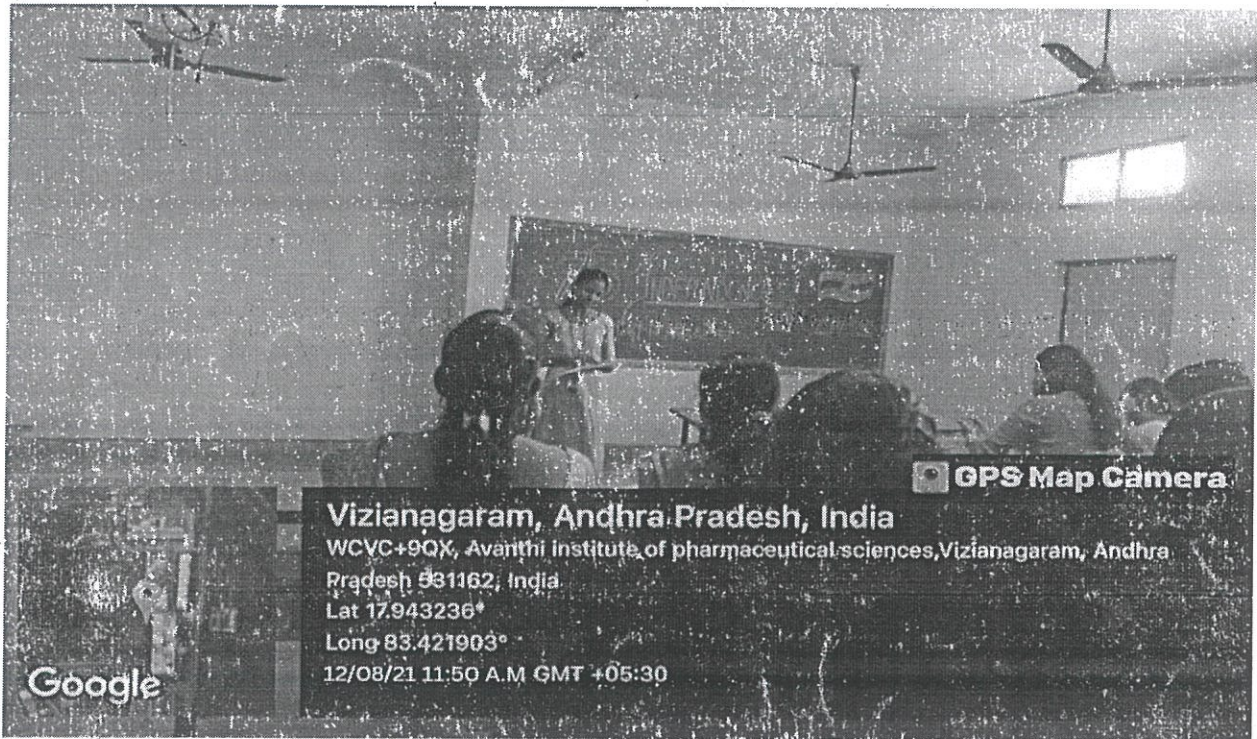 GPS Map Camera
Vizianagaram, Andhra Pradesh, India
WCVC+9QX, Avanthi institute of pharmaceutical sciences,Vizianagaram, Andhra
Pradesh 531162, India
Lat 17.943236°
Long 83.421903°
12/08/21 11:50 A.M GMT +05:30
Google